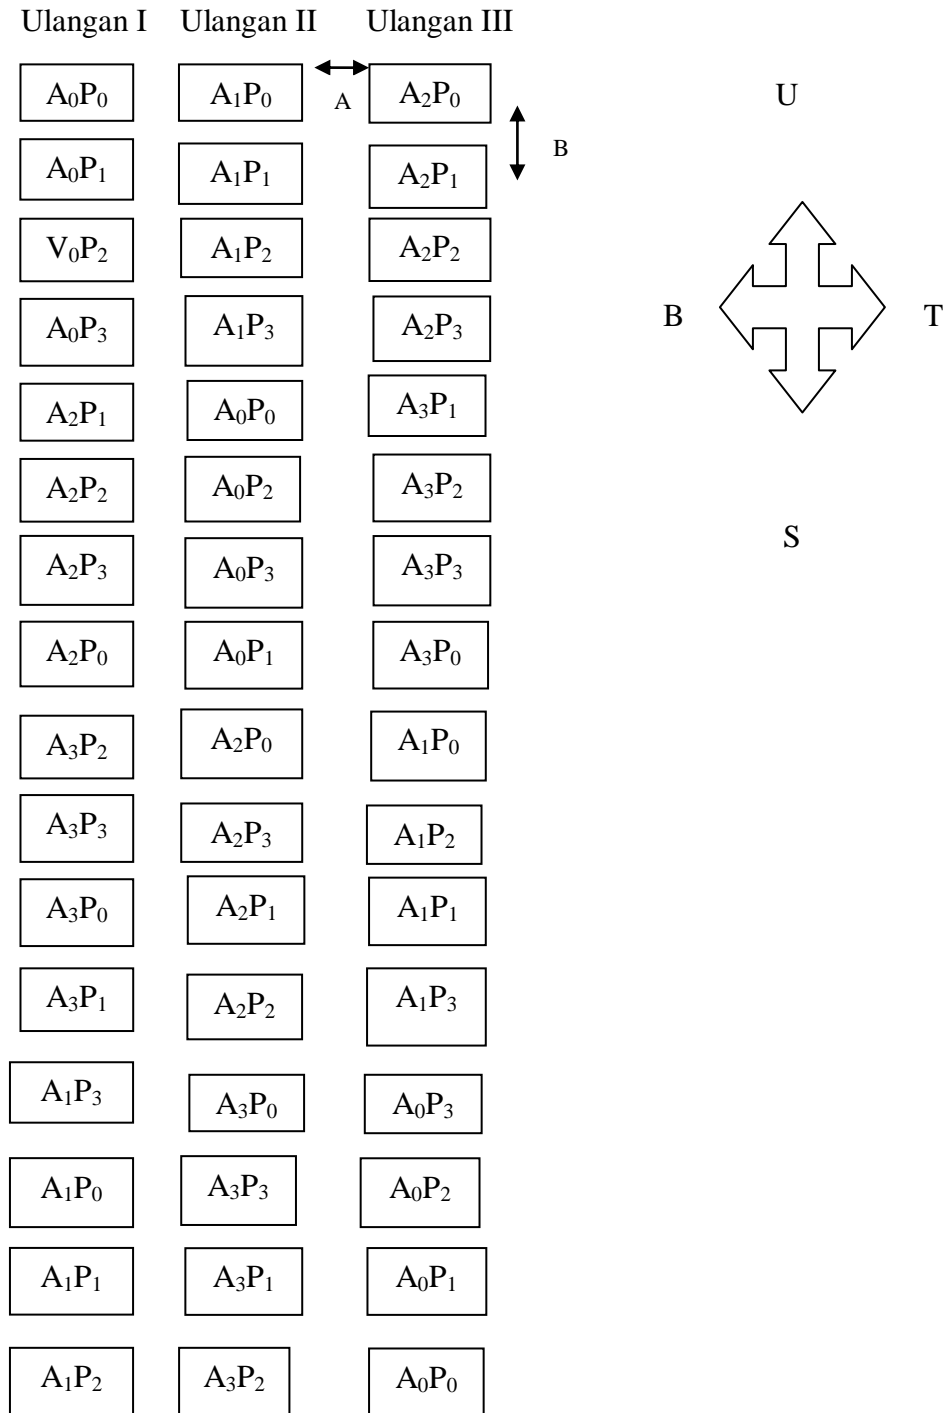 Ulangan I Ulangan II Ulangan III
A₀P₀ A₁P₀ A A₂P₀ U
A₀P₁ A₁P₁ A₂P₁ B
V₀P₂ A₁P₂ A₂P₂
A₀P₃ A₁P₃ A₂P₃ B T
A₂P₁ A₀P₀ A₃P₁
A₂P₂ A₀P₂ A₃P₂
A₂P₃ A₀P₃ A₃P₃ S
A₂P₀ A₀P₁ A₃P₀
A₃P₂ A₂P₀ A₁P₀
A₃P₃ A₂P₃ A₁P₂
A₃P₀ A₂P₁ A₁P₁
A₃P₁ A₂P₂ A₁P₃
A₁P₃ A₃P₀ A₀P₃
A₁P₀ A₃P₃ A₀P₂
A₁P₁ A₃P₁ A₀P₁
A₁P₂ A₃P₂ A₀P₀